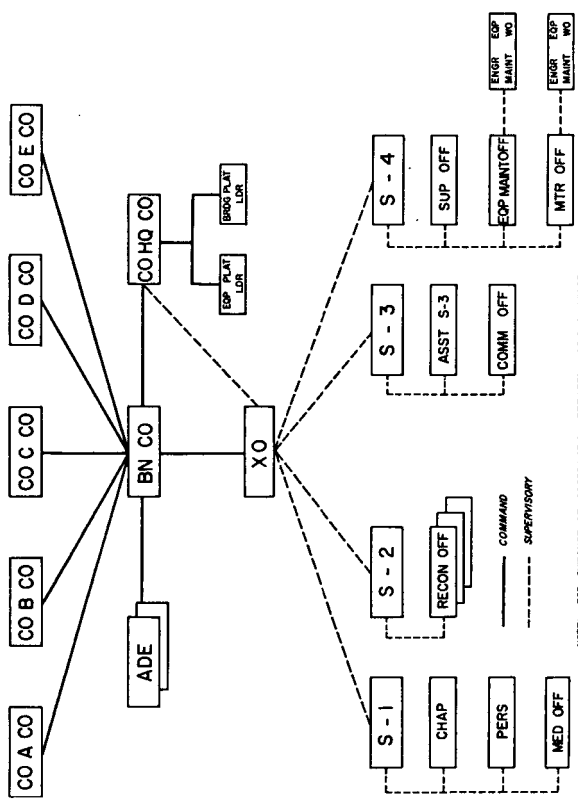 CO A CO
CO B CO
CO C CO
CO D CO
CO E CO
ADE
BN CO
CO HQ CO
EQP PLAT
LDR
BRDG PLAT
LDR
XO
S-1
CHAP
PERS
MED OFF
S-2
RECON OFF
S-3
ASST S-3
COMM OFF
S-4
SUP OFF
EQP MAINT OFF
ENGR EQP
MAINT WO
MTR OFF
ENGR EQP
MAINT WO
COMMAND
SUPERVISORY